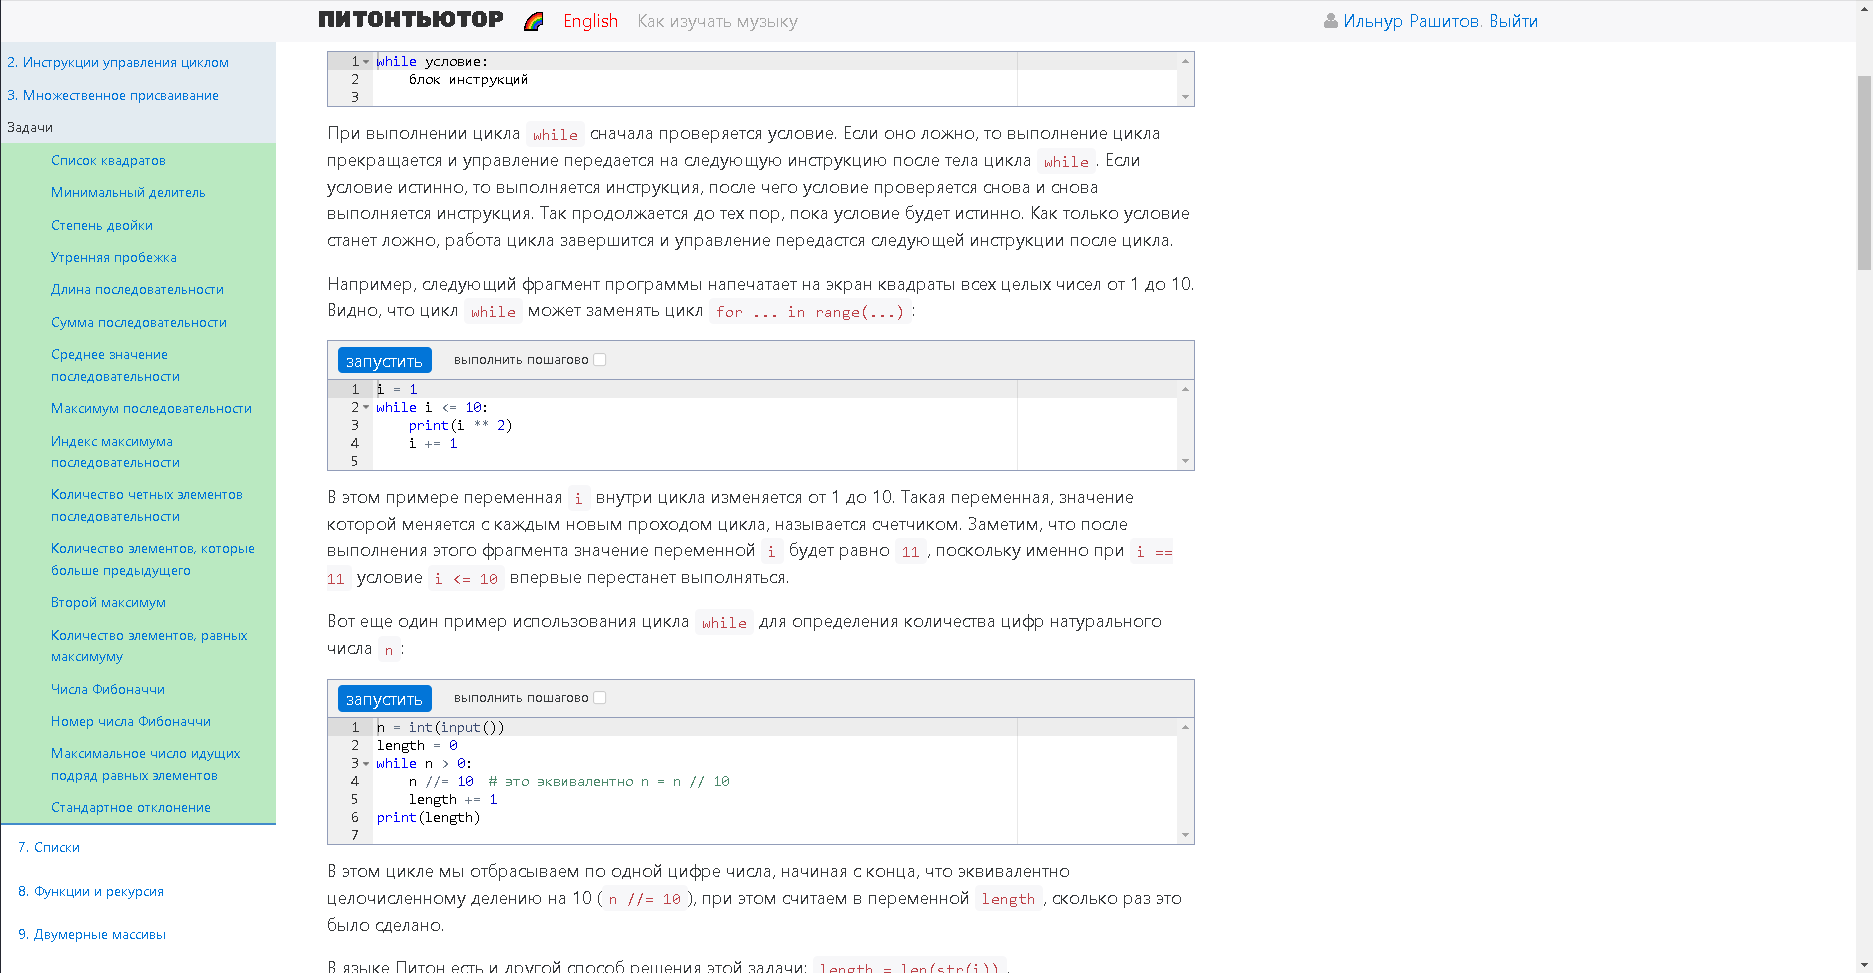 ПИТОНТЬЮТОР English Как изучать музыку Ильнур Рашитов. Выйти
2. Инструкции управления циклом
3. Множественное присваивание
Задачи
Список квадратов
Минимальный делитель
Степень двойки
Утренняя пробежка
Длина последовательности
Сумма последовательности
Среднее значение
последовательности
Максимум последовательности
Индекс максимума
последовательности
Количество четных элементов
последовательности
Количество элементов, которые
больше предыдущего
Второй максимум
Количество элементов, равных
максимуму
Числа Фибоначчи
Номер числа Фибоначчи
Максимальное число идущих
подряд равных элементов
Стандартное отклонение
7. Списки
8. Функции и рекурсия
9. Двумерные массивы
1 while условие:
2 блок инструкций
3
При выполнении цикла while сначала проверяется условие. Если оно ложно, то выполнение цикла
прекращается и управление передается на следующую инструкцию после тела цикла while. Если
условие истинно, то выполняется инструкция, после чего условие проверяется снова и снова
выполняется инструкция. Так продолжается до тех пор, пока условие будет истинно. Как только условие
станет ложно, работа цикла завершится и управление передастся следующей инструкции после цикла.
Например, следующий фрагмент программы напечатает на экран квадраты всех целых чисел от 1 до 10.
Видно, что цикл while может заменять цикл for ... in range(...):
запустить выполнить пошагово
1 i = 1
2 while i <= 10:
3 print(i ** 2)
4 i += 1
5
В этом примере переменная i внутри цикла изменяется от 1 до 10. Такая переменная, значение
которой меняется с каждым новым проходом цикла, называется счетчиком. Заметим, что после
выполнения этого фрагмента значение переменной i будет равно 11, поскольку именно при i ==
11 условие i <= 10 впервые перестанет выполняться.
Вот еще один пример использования цикла while для определения количества цифр натурального
числа n:
запустить выполнить пошагово
1 n = int(input())
2 length = 0
3 while n > 0:
4 n //= 10 # это эквивалентно n = n // 10
5 length += 1
6 print(length)
7
В этом цикле мы отбрасываем по одной цифре числа, начиная с конца, что эквивалентно
целочисленному делению на 10 (n //= 10), при этом считаем в переменной length, сколько раз это
было сделано.
В языке Питон есть и другой способ решения этой задачи: length = len(str(i)).